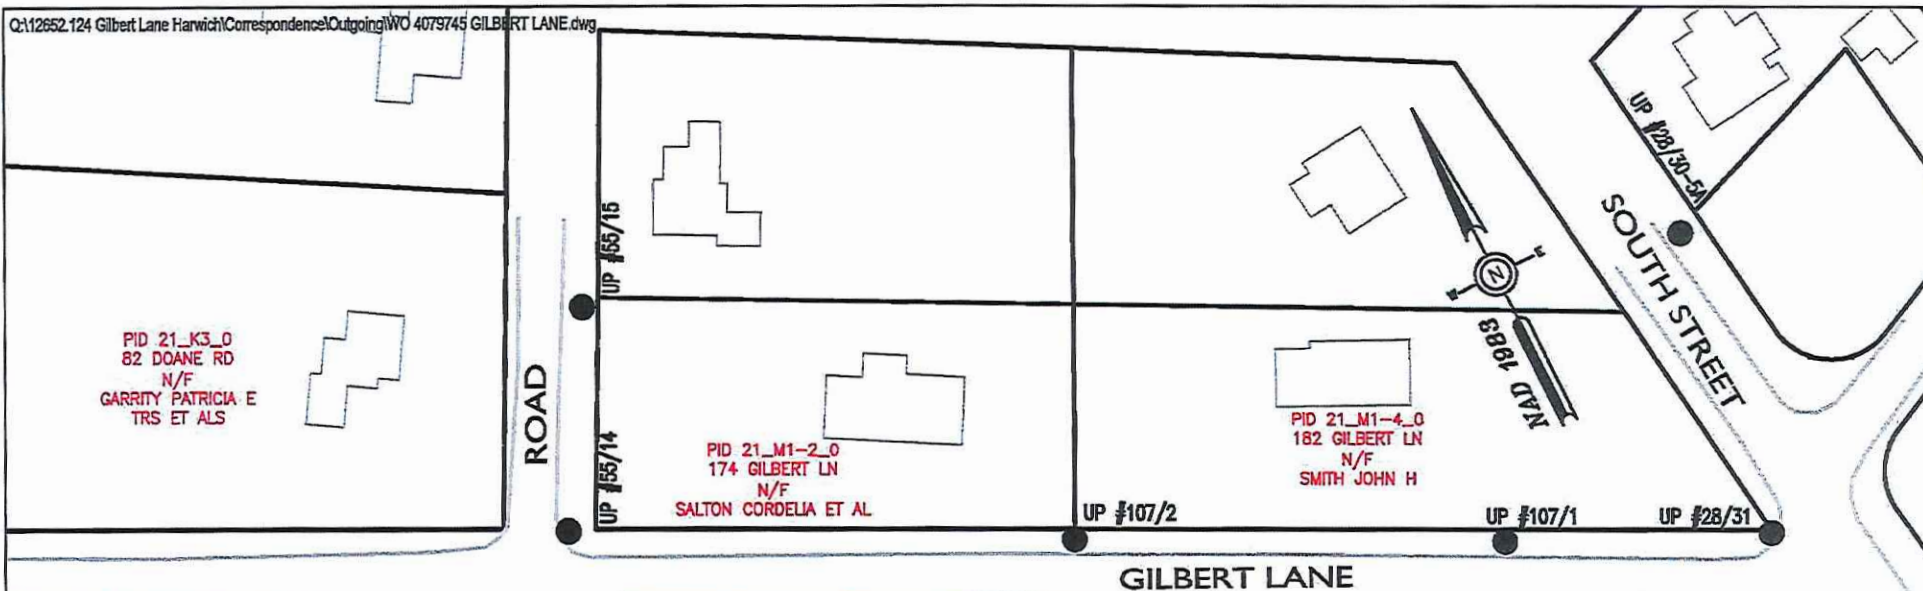 Q:\12652.124 Gilbert Lane Harwich\Correspondence\Outgoing\WO 4079745 GILBERT LANE.dwg
UP #28/30-5A
SOUTH STREET
UP #55/15
N
E
W
NAD 1983
PID 21_K3_0
82 DOANE RD
N/F
GARRITY PATRICIA E
TRS ET ALS
ROAD
UP #55/14
PID 21_M1-2_0
174 GILBERT LN
N/F
SALTON CORDELIA ET AL
PID 21_M1-4_0
182 GILBERT LN
N/F
SMITH JOHN H
UP #107/2
UP #107/1
UP #28/31
GILBERT LANE